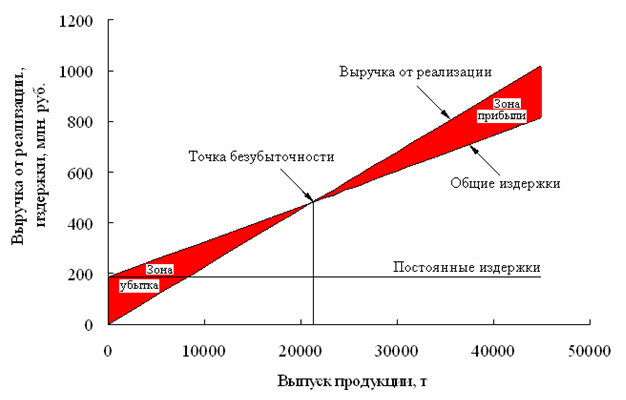 Выручка от реализации,
издержки, млн. руб.
1200
1000
800
600
400
200
0
Выручка от реализации
Зона
прибыли
Точка безубыточности
Общие издержки
Постоянные издержки
Зона
убытка
0 10000 20000 30000 40000 50000
Выпуск продукции, т